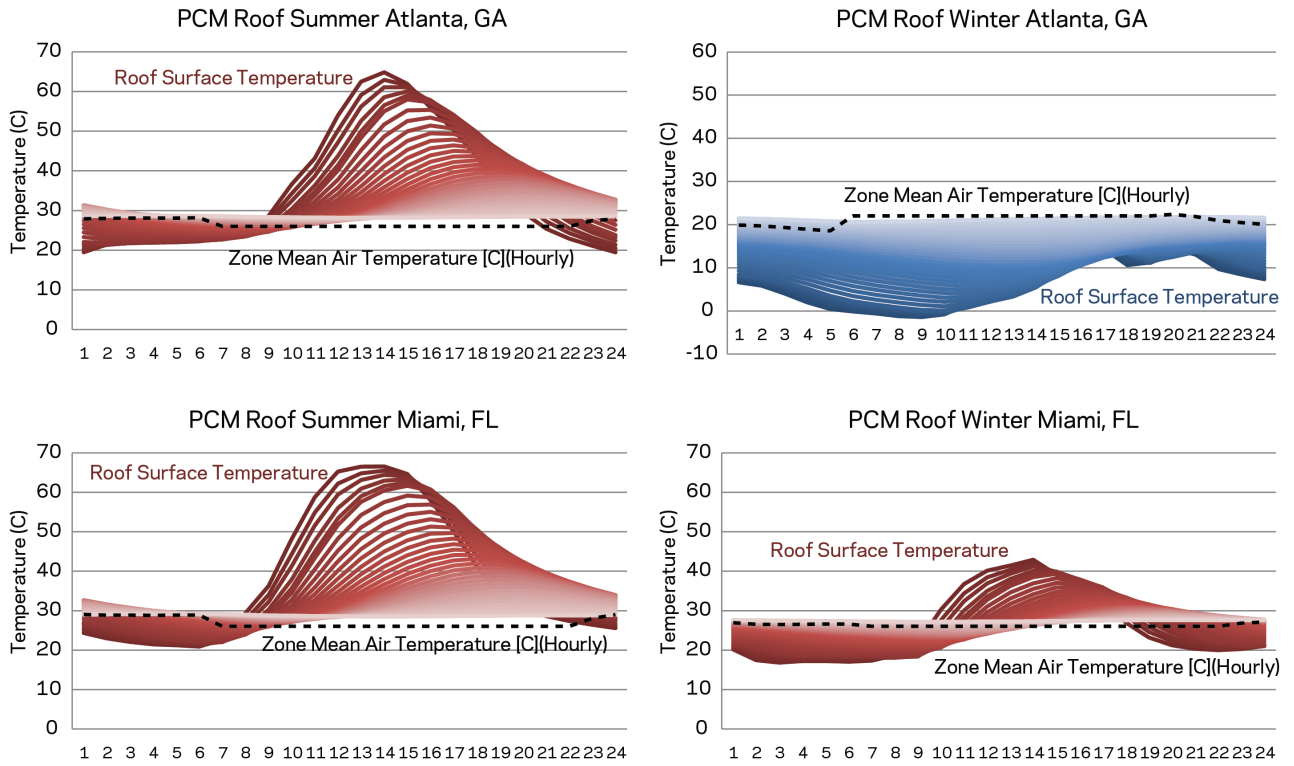 PCM Roof Summer Atlanta, GA
70
60
50
40
30
20
10
0
Temperature (C)
Roof Surface Temperature
Zone Mean Air Temperature [C](Hourly)
1 2 3 4 5 6 7 8 9 10 11 12 13 14 15 16 17 18 19 20 21 22 23 24
PCM Roof Winter Atlanta, GA
60
50
40
30
20
10
0
-10
Temperature (C)
Zone Mean Air Temperature [C](Hourly)
Roof Surface Temperature
1 2 3 4 5 6 7 8 9 10 11 12 13 14 15 16 17 18 19 20 21 22 23 24
PCM Roof Summer Miami, FL
70
60
50
40
30
20
10
0
Temperature (C)
Roof Surface Temperature
Zone Mean Air Temperature [C](Hourly)
1 2 3 4 5 6 7 8 9 10 11 12 13 14 15 16 17 18 19 20 21 22 23 24
PCM Roof Winter Miami, FL
70
60
50
40
30
20
10
0
Temperature (C)
Roof Surface Temperature
Zone Mean Air Temperature [C](Hourly)
1 2 3 4 5 6 7 8 9 10 11 12 13 14 15 16 17 18 19 20 21 22 23 24